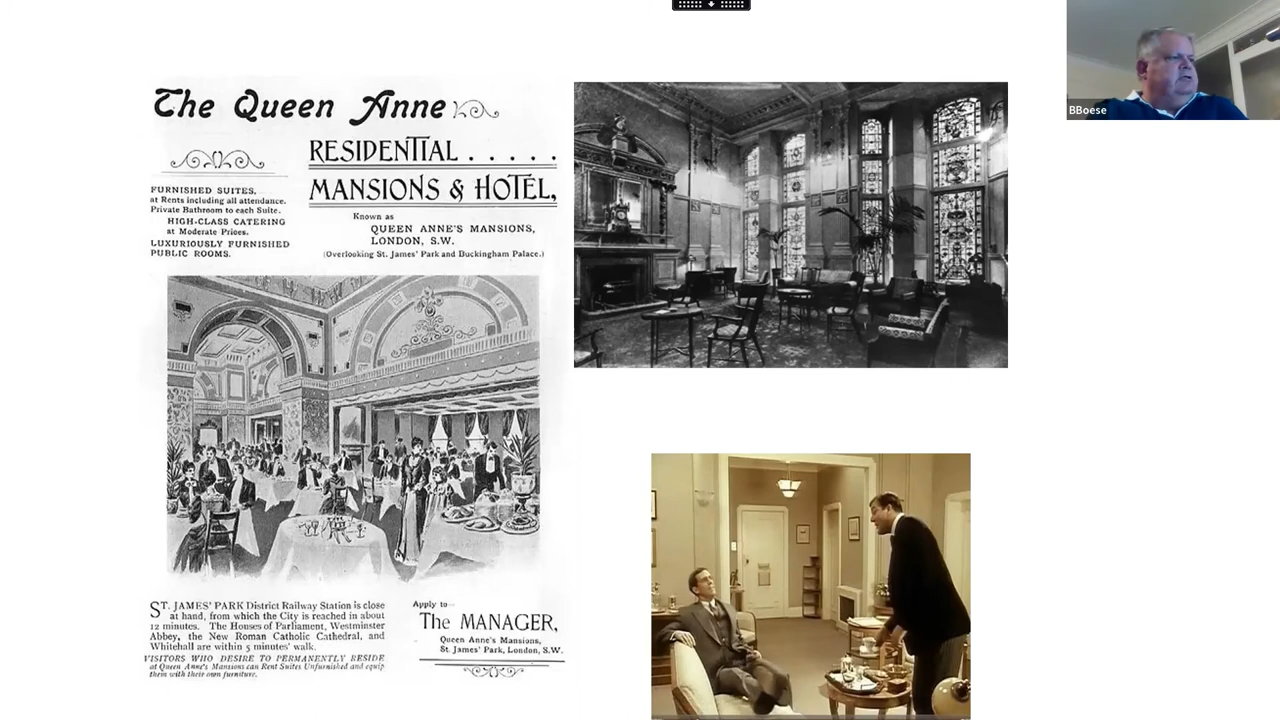 The Queen Anne
RESIDENTIAL . . . . .
MANSIONS & HOTEL,
FURNISHED SUITES,
at Rents including all attendance.
Private Bathroom to each Suite.
HIGH-CLASS CATERING
at Moderate Prices.
LUXURIOUSLY FURNISHED
PUBLIC ROOMS.
Known as
QUEEN ANNE'S MANSIONS,
LONDON, S.W.
(Overlooking St. James' Park and Buckingham Palace.)
ST. JAMES' PARK District Railway Station is close
at hand, from which the City is reached in about
12 minutes. The Houses of Parliament, Westminster
Abbey, the New Roman Catholic Cathedral, and
Whitehall are within 5 minutes' walk.
VISITORS WHO DESIRE TO PERMANENTLY RESIDE
at Queen Anne's Mansions can Rent Suites Unfurnished and equip
them with their own furniture.
Apply to—
The MANAGER,
Queen Anne's Mansions,
St. James' Park, London, S.W.
BBoese